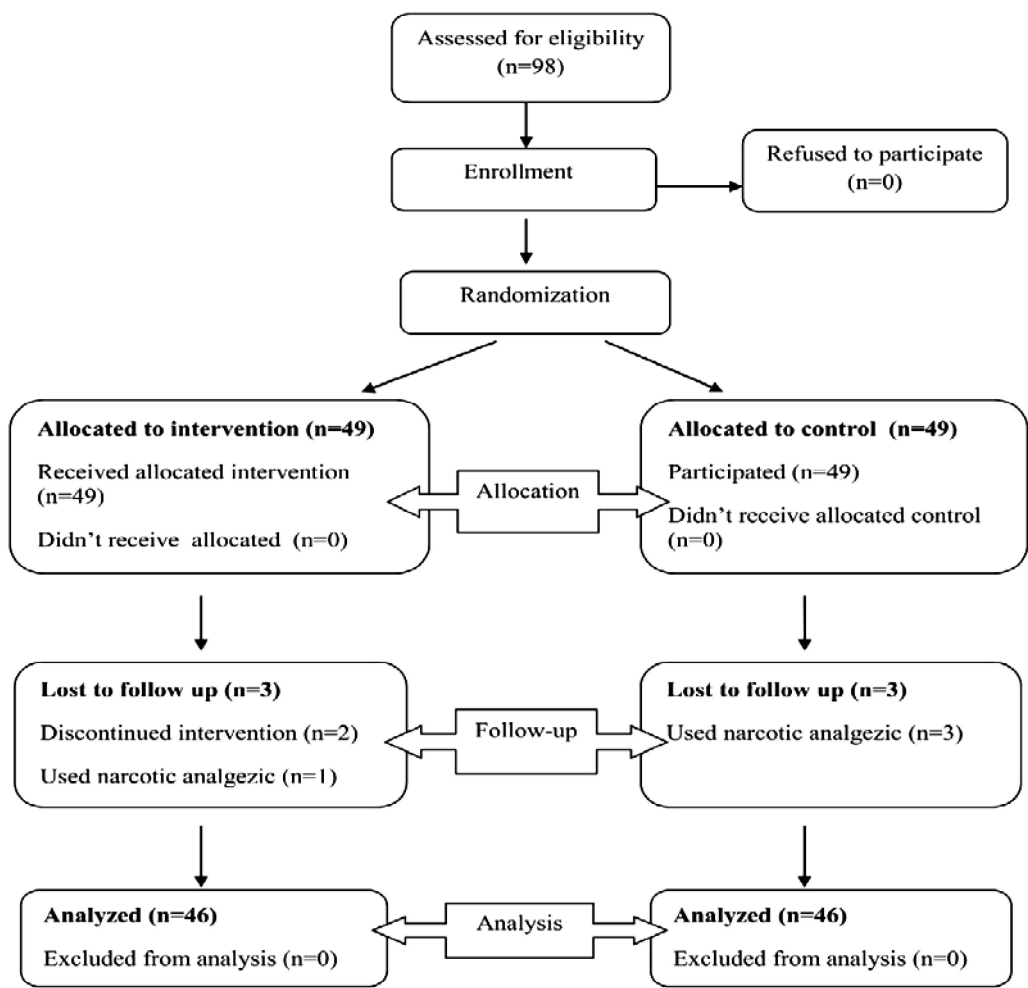 Assessed for eligibility
(n=98)
Enrollment
Refused to participate
(n=0)
Randomization
Allocated to intervention (n=49)
Received allocated intervention
(n=49)
Didn't receive allocated (n=0)
Allocation
Allocated to control (n=49)
Participated (n=49)
Didn't receive allocated control
(n=0)
Lost to follow up (n=3)
Discontinued intervention (n=2)
Used narcotic analgezic (n=1)
Follow-up
Lost to follow up (n=3)
Used narcotic analgezic (n=3)
Analyzed (n=46)
Excluded from analysis (n=0)
Analysis
Analyzed (n=46)
Excluded from analysis (n=0)